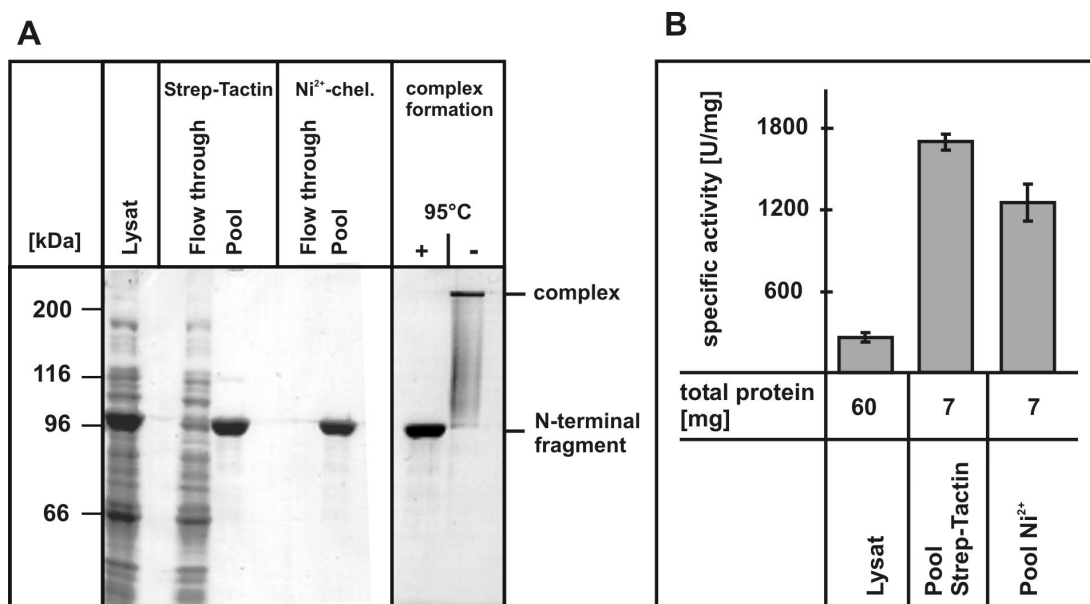 A
Strep-Tactin
Ni²⁺-chel.
complex
formation
Lysat
Flow through
Pool
Flow through
Pool
95°C
[kDa]
+
-
200
116
96
66
complex
N-terminal
fragment
B
specific activity [U/mg]
1800
1200
600
total protein
[mg]
60
7
7
Lysat
Pool
Strep-Tactin
Pool Ni²⁺